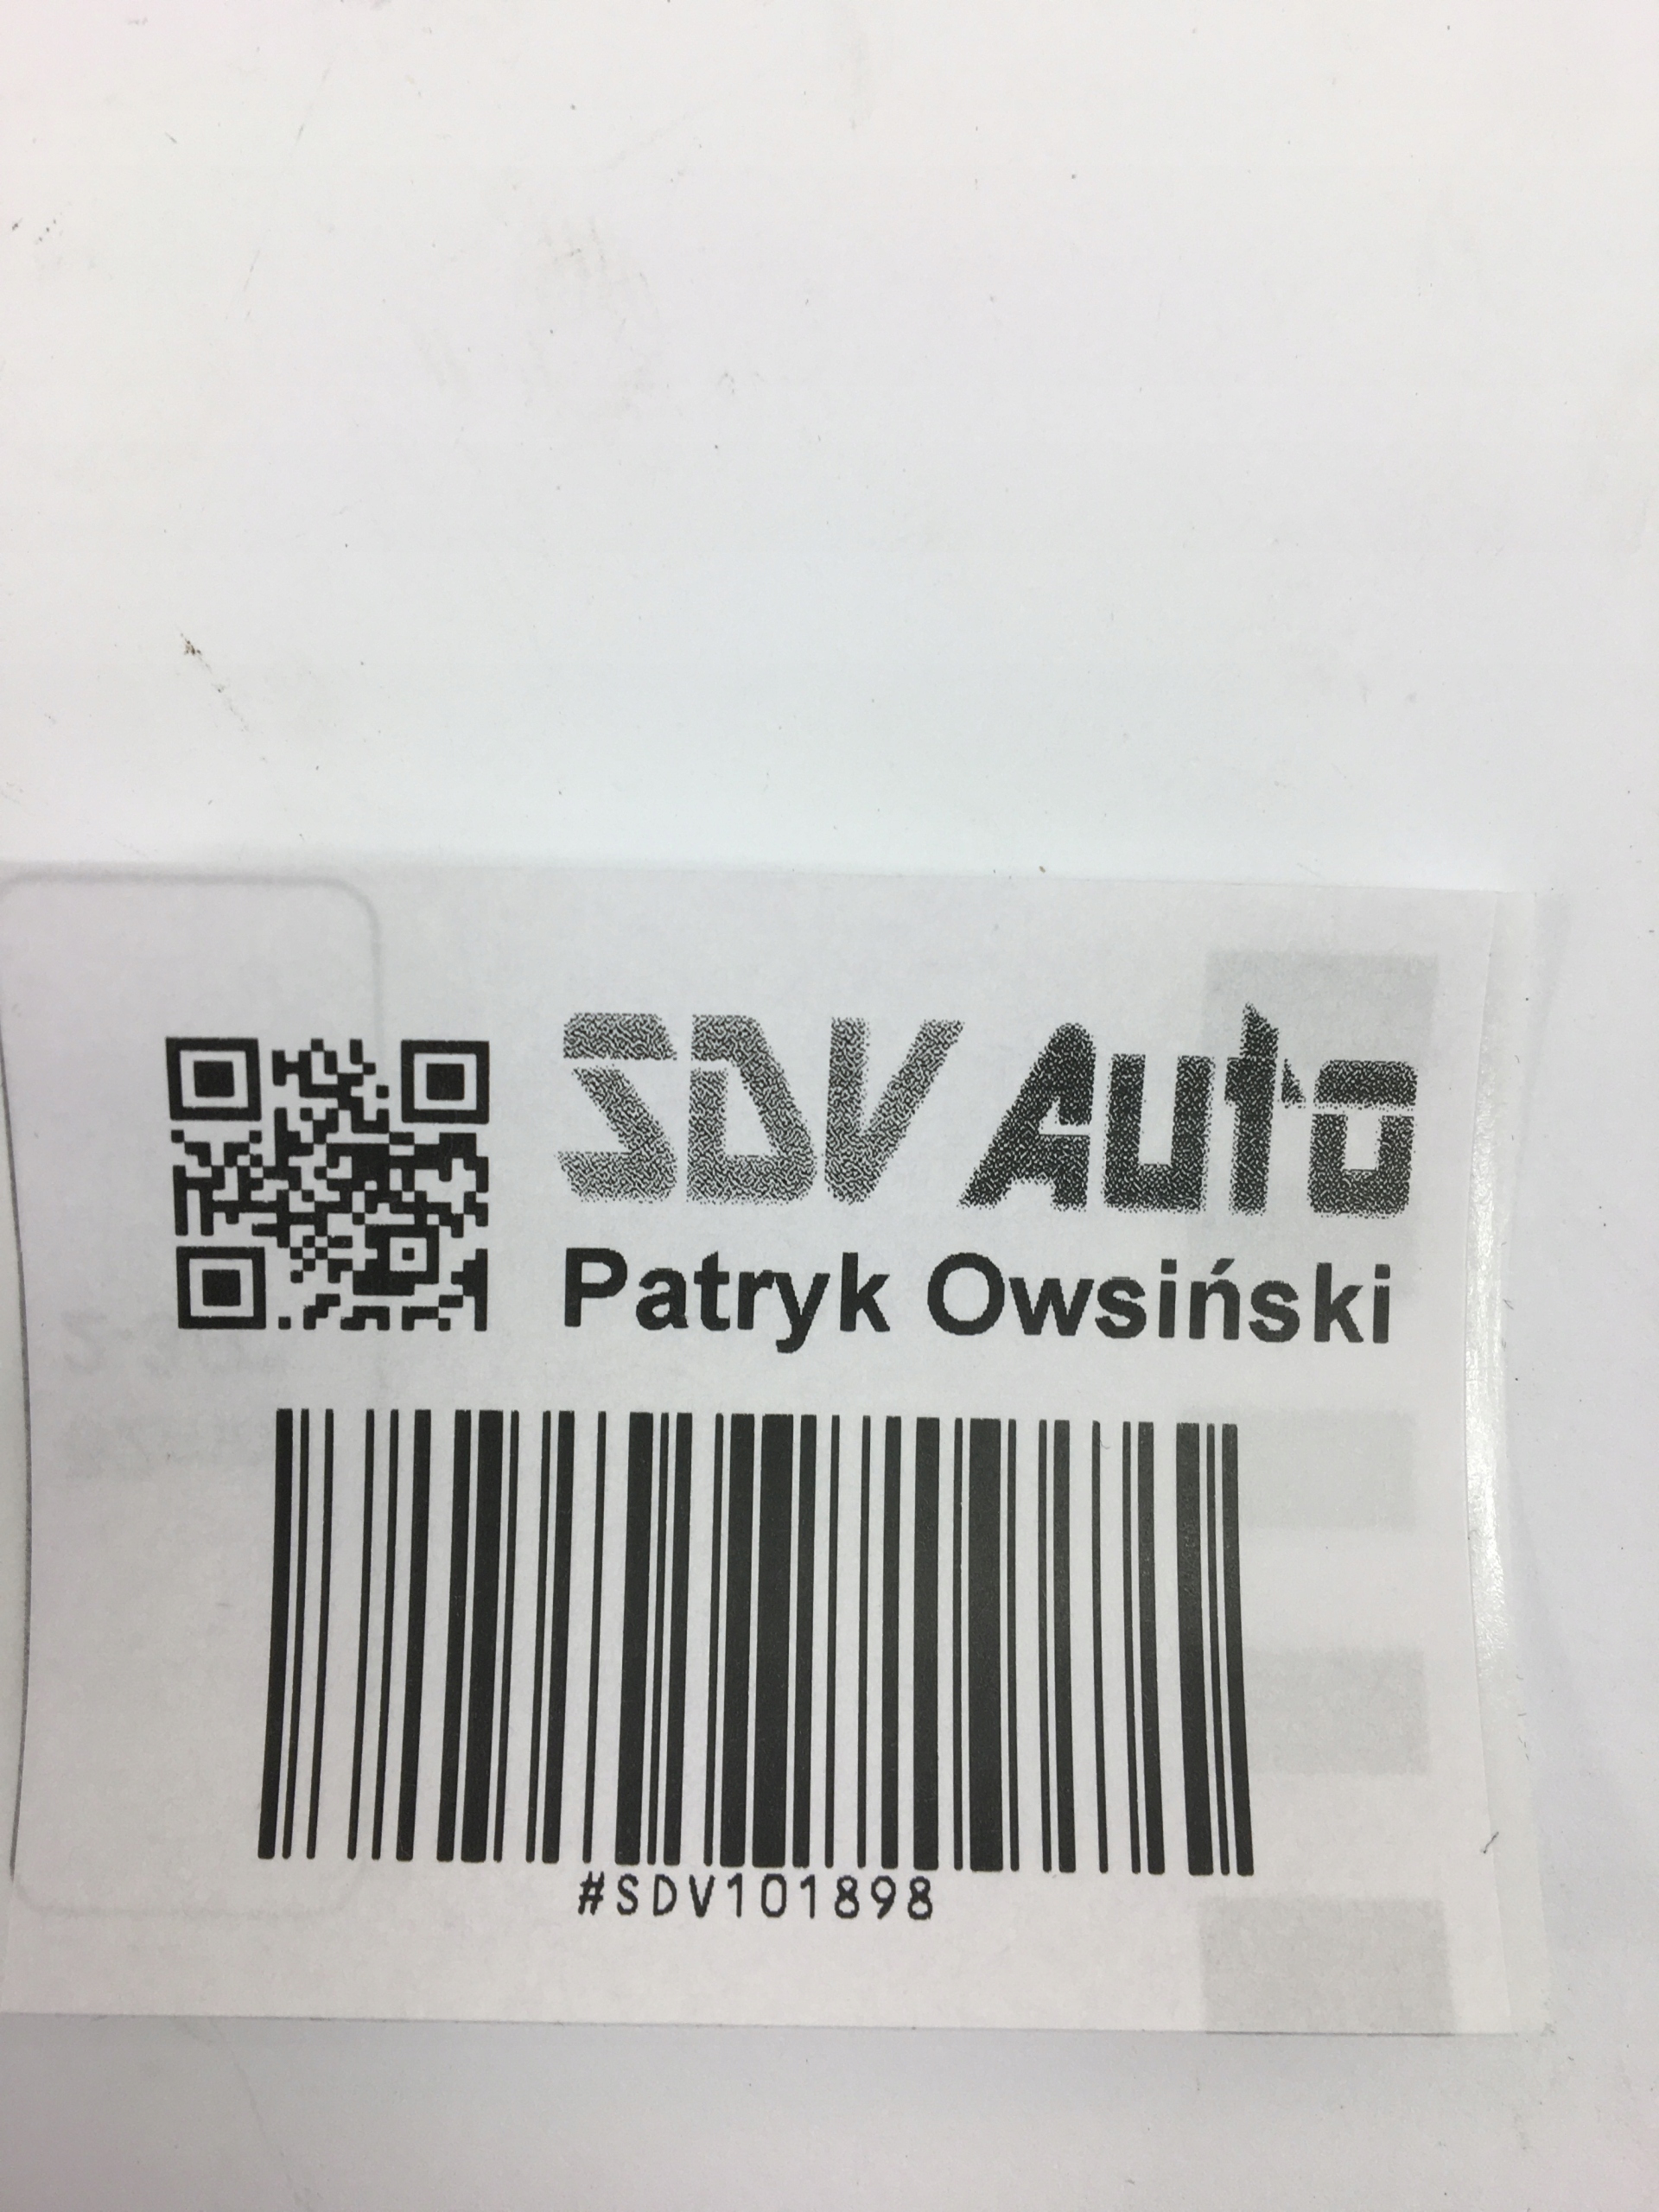 SDV Auto
Patryk Owsiński
#SDV101898